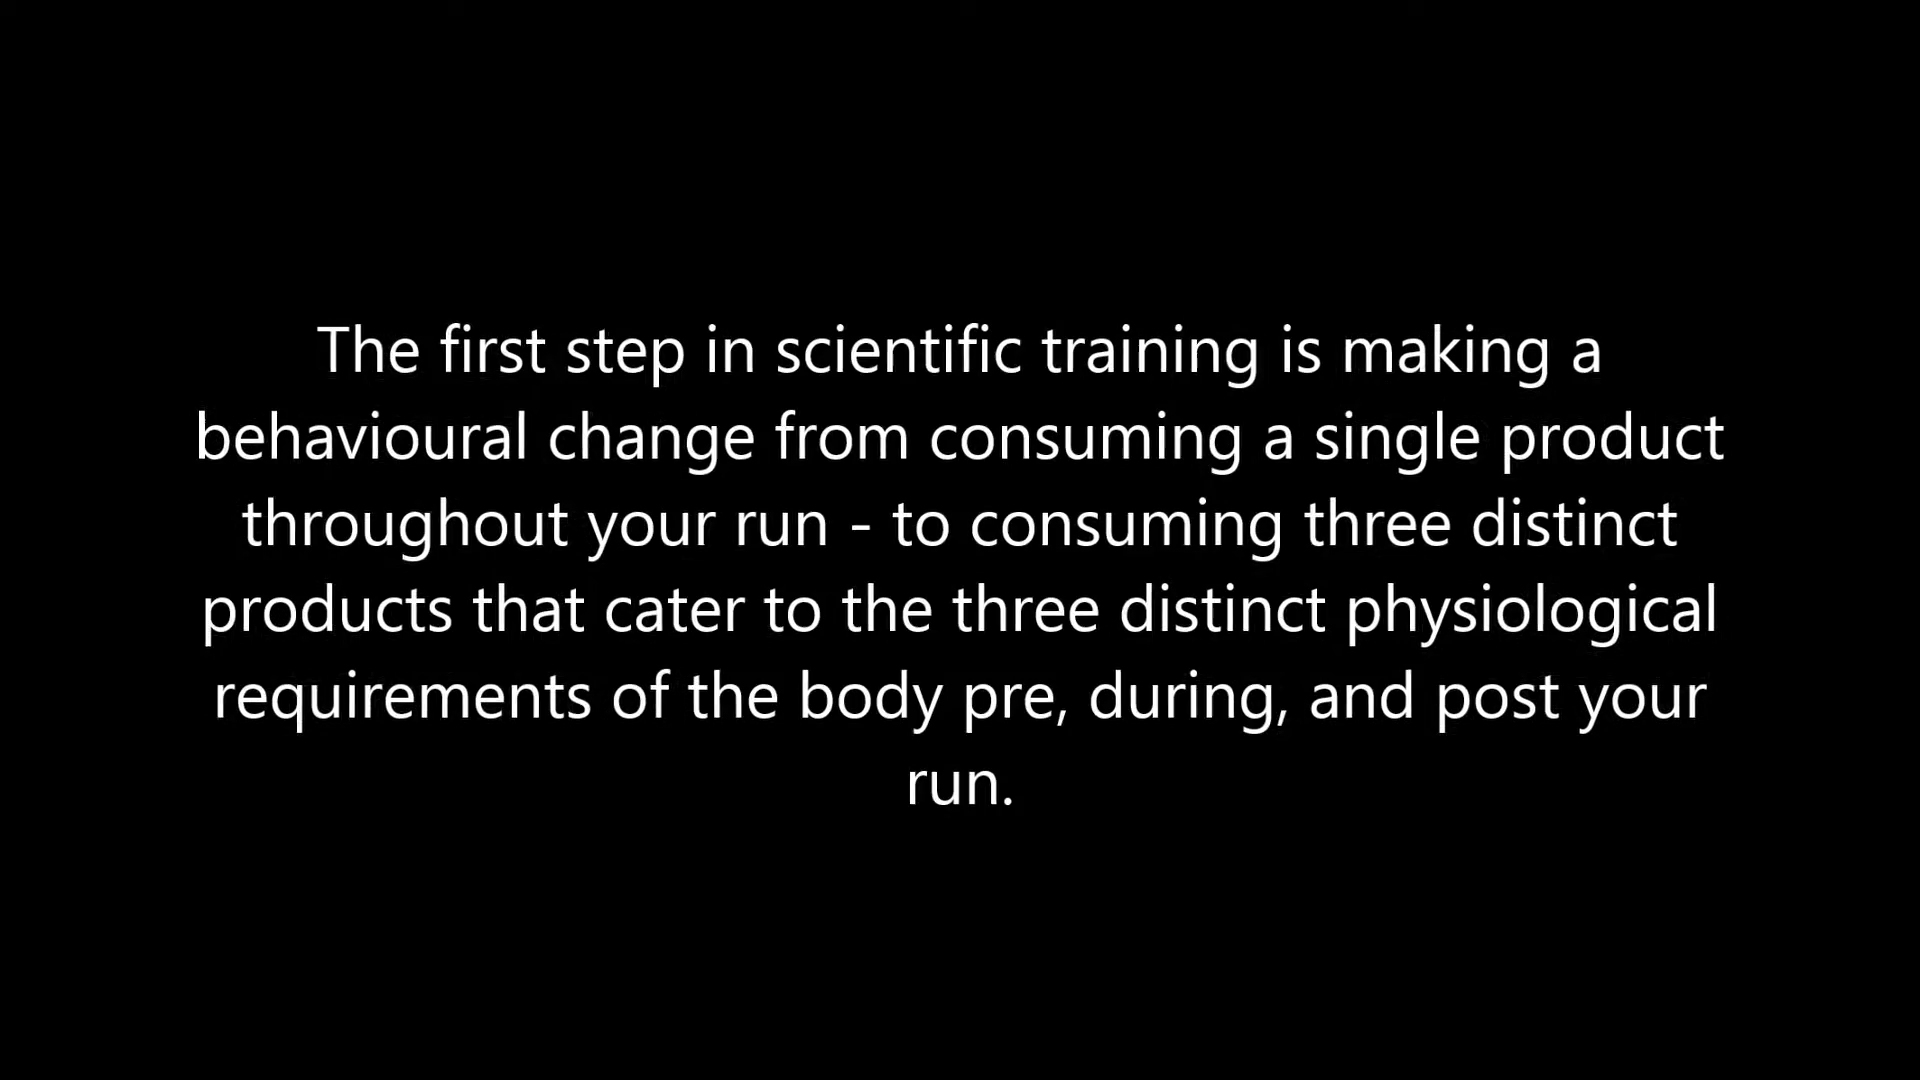 The first step in scientific training is making a
behavioural change from consuming a single product
throughout your run - to consuming three distinct
products that cater to the three distinct physiological
requirements of the body pre, during, and post your
run.